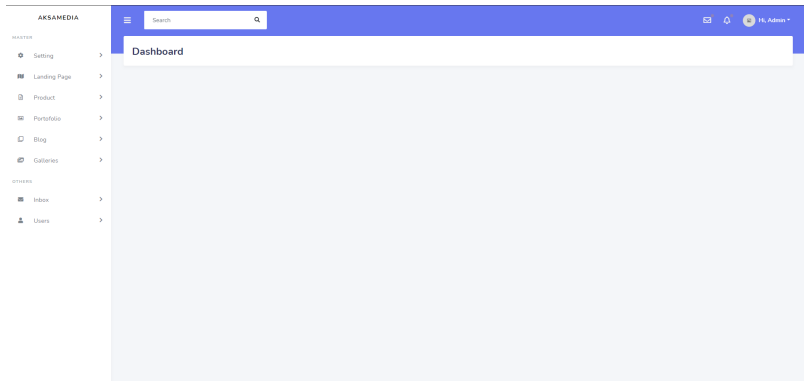 AKSAMEDIA
Search
Hi, Admin
MASTER
Dashboard
Setting
Landing Page
Product
Portofolio
Blog
Galleries
OTHERS
Inbox
Users